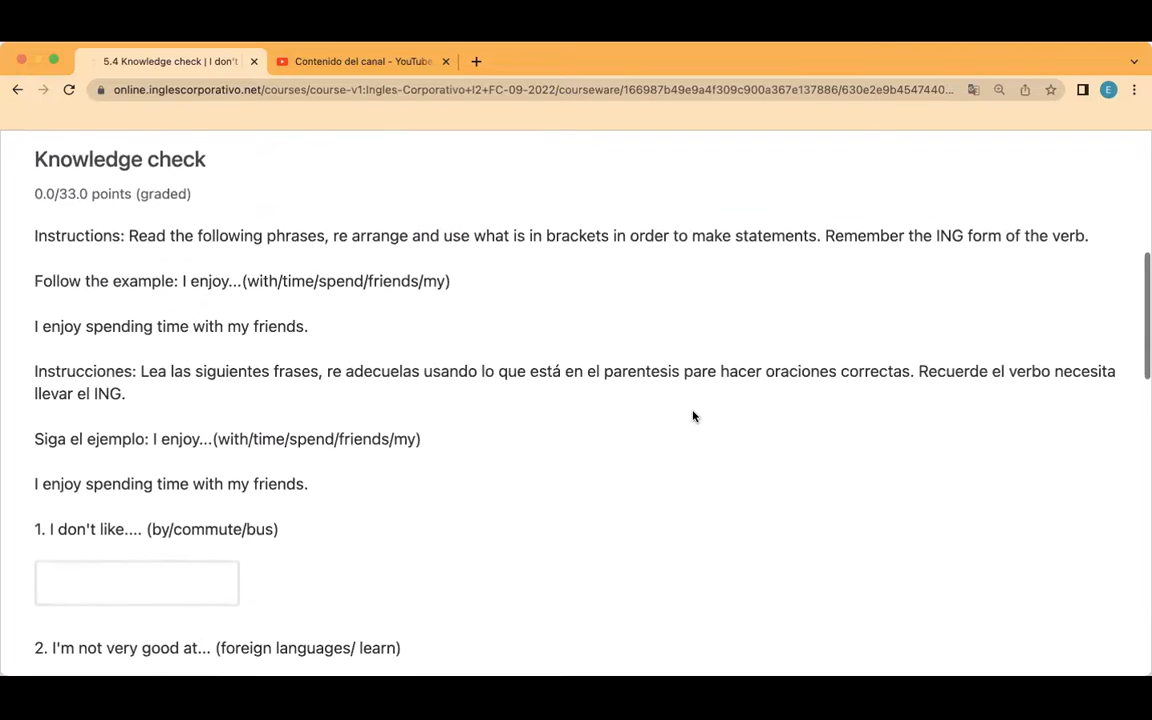 5.4 Knowledge check | I don't
Contenido del canal - YouTube
online.inglescorporativo.net/courses/course-v1:Ingles-Corporativo+I2+FC-09-2022/courseware/166987b49e9a4f309c900a367e137886/630e2e9b4547440...
E
Knowledge check
0.0/33.0 points (graded)
Instructions: Read the following phrases, re arrange and use what is in brackets in order to make statements. Remember the ING form of the verb.
Follow the example: I enjoy...(with/time/spend/friends/my)
I enjoy spending time with my friends.
Instrucciones: Lea las siguientes frases, re adecuelas usando lo que está en el parentesis pare hacer oraciones correctas. Recuerde el verbo necesita
llevar el ING.
Siga el ejemplo: I enjoy...(with/time/spend/friends/my)
I enjoy spending time with my friends.
1. I don't like.... (by/commute/bus)
2. I'm not very good at... (foreign languages/ learn)